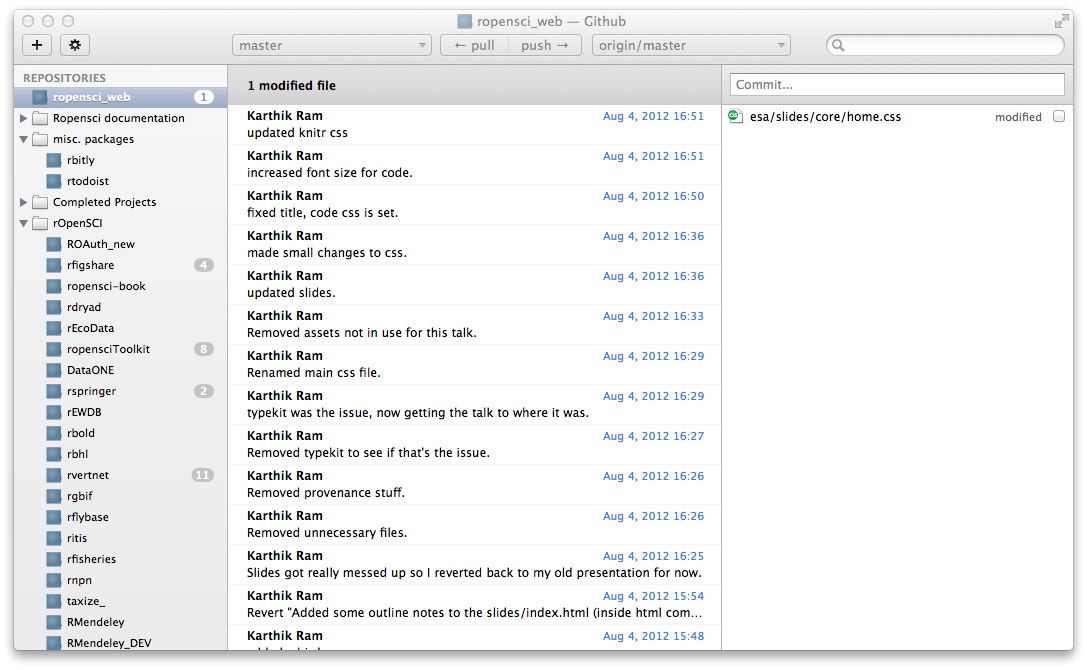 ropensci_web — Github
+
master
← pull
push →
origin/master
REPOSITORIES
ropensci_web 1
Ropensci documentation
misc. packages
rbitly
rtodoist
Completed Projects
rOpenSCI
ROAuth_new
rfigshare 4
ropensci-book
rdryad
rEcoData
ropensciToolkit 8
DataONE
rspringer 2
rEWDB
rbold
rbhl
rvertnet 11
rgbif
rflybase
ritis
rfisheries
rnpn
taxize_
RMendeley
RMendeley_DEV
1 modified file
Karthik Ram Aug 4, 2012 16:51
updated knitr css
Karthik Ram Aug 4, 2012 16:51
increased font size for code.
Karthik Ram Aug 4, 2012 16:50
fixed title, code css is set.
Karthik Ram Aug 4, 2012 16:36
made small changes to css.
Karthik Ram Aug 4, 2012 16:36
updated slides.
Karthik Ram Aug 4, 2012 16:33
Removed assets not in use for this talk.
Karthik Ram Aug 4, 2012 16:29
Renamed main css file.
Karthik Ram Aug 4, 2012 16:29
typekit was the issue, now getting the talk to where it was.
Karthik Ram Aug 4, 2012 16:27
Removed typekit to see if that's the issue.
Karthik Ram Aug 4, 2012 16:26
Removed provenance stuff.
Karthik Ram Aug 4, 2012 16:26
Removed unnecessary files.
Karthik Ram Aug 4, 2012 16:25
Slides got really messed up so I reverted back to my old presentation for now.
Karthik Ram Aug 4, 2012 15:54
Revert "Added some outline notes to the slides/index.html (inside html com...
Karthik Ram Aug 4, 2012 15:48
Commit...
esa/slides/core/home.css modified